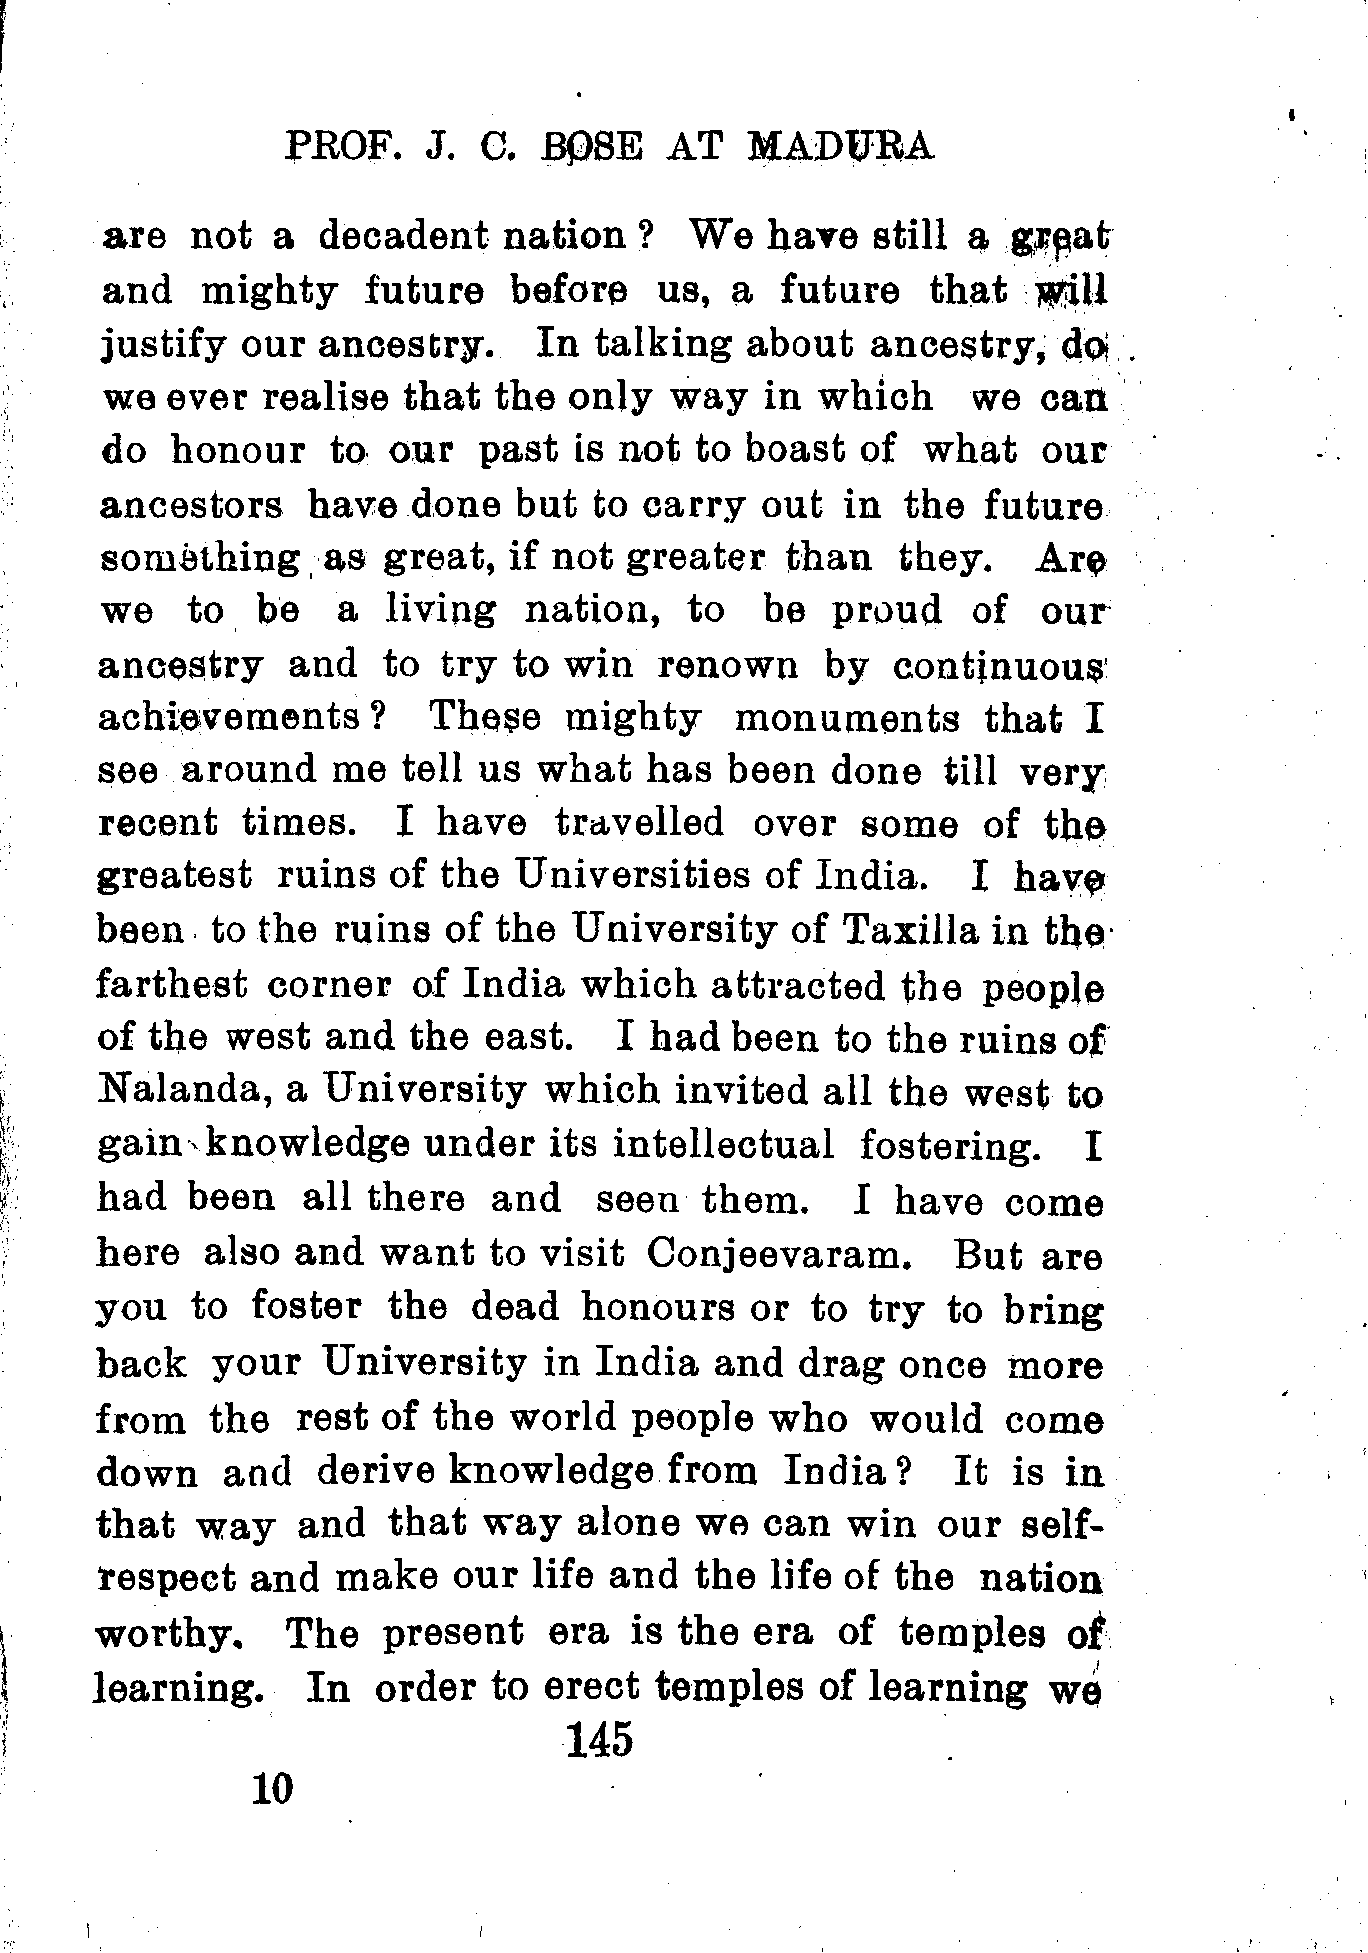 PROF. J. C. BOSE AT MADURA
are not a decadent nation ? We have still a great
and mighty future before us, a future that will
justify our ancestry. In talking about ancestry, do
we ever realise that the only way in which we can
do honour to our past is not to boast of what our
ancestors have done but to carry out in the future
something as great, if not greater than they. Are
we to be a living nation, to be proud of our
ancestry and to try to win renown by continuous
achievements ? These mighty monuments that I
see around me tell us what has been done till very
recent times. I have travelled over some of the
greatest ruins of the Universities of India. I have
been to the ruins of the University of Taxilla in the
farthest corner of India which attracted the people
of the west and the east. I had been to the ruins of
Nalanda, a University which invited all the west to
gain knowledge under its intellectual fostering. I
had been all there and seen them. I have come
here also and want to visit Conjeevaram. But are
you to foster the dead honours or to try to bring
back your University in India and drag once more
from the rest of the world people who would come
down and derive knowledge from India ? It is in
that way and that way alone we can win our self-
respect and make our life and the life of the nation
worthy. The present era is the era of temples of
learning. In order to erect temples of learning we
145
10